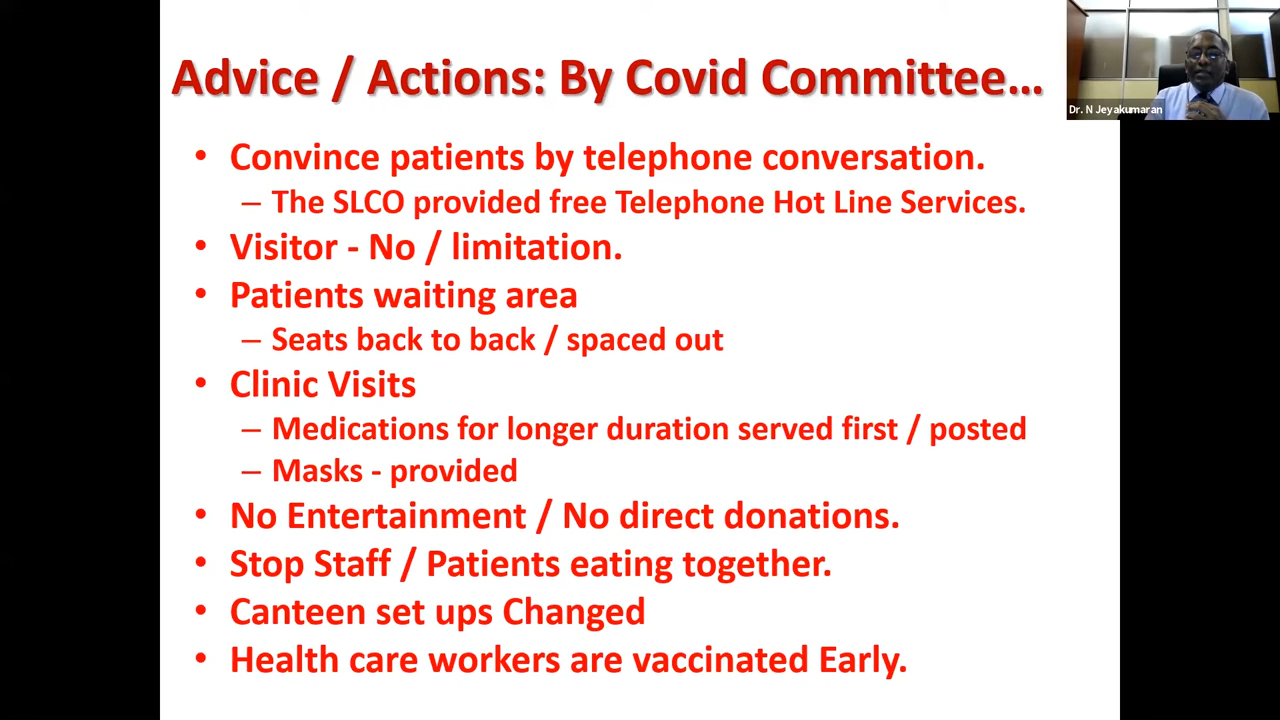 Advice / Actions: By Covid Committee...
Dr. N Jeyakumaran
• Convince patients by telephone conversation.
– The SLCO provided free Telephone Hot Line Services.
• Visitor - No / limitation.
• Patients waiting area
– Seats back to back / spaced out
• Clinic Visits
– Medications for longer duration served first / posted
– Masks - provided
• No Entertainment / No direct donations.
• Stop Staff / Patients eating together.
• Canteen set ups Changed
• Health care workers are vaccinated Early.